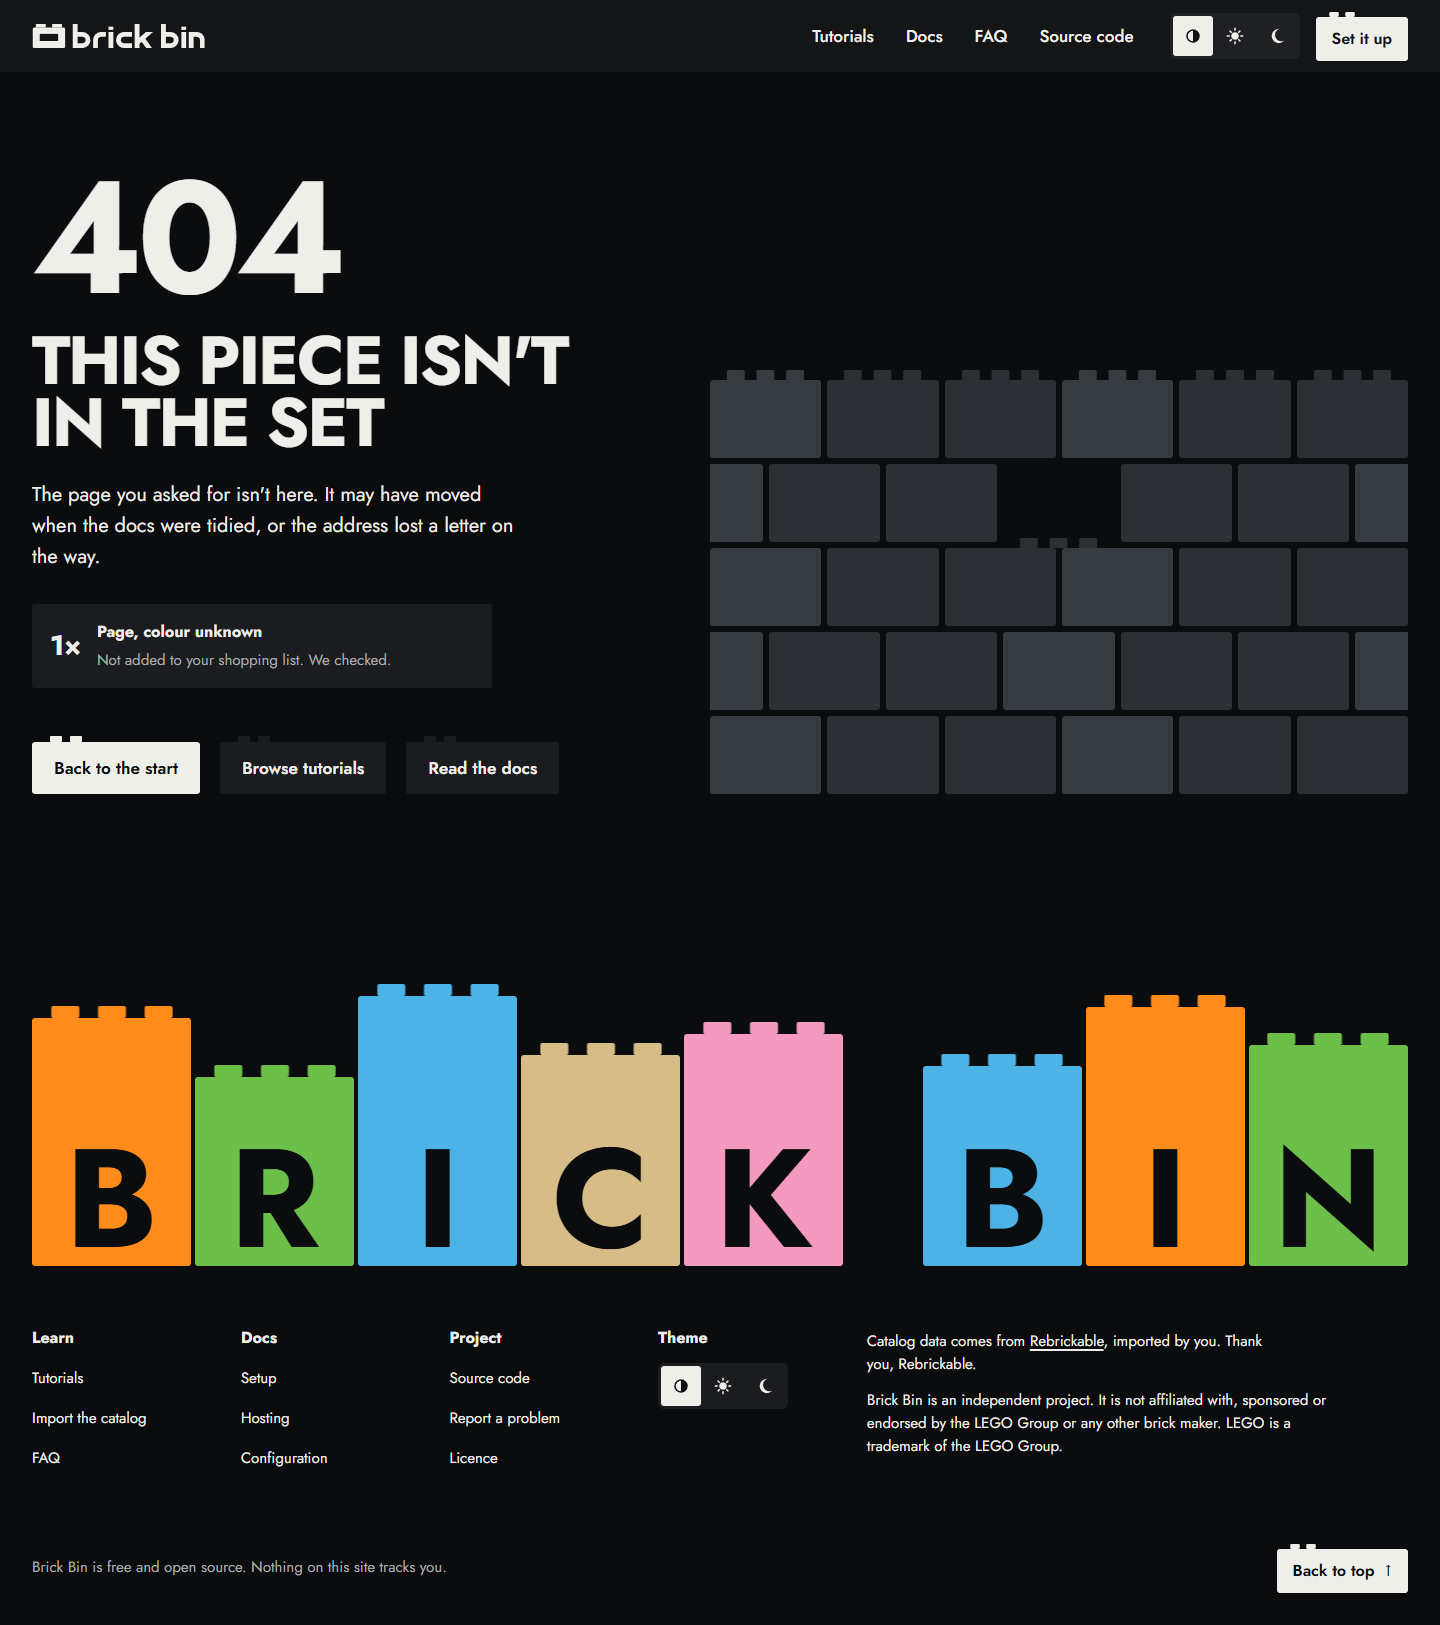 brick bin
Tutorials Docs FAQ Source code Set it up
404
THIS PIECE ISN'T
IN THE SET
The page you asked for isn't here. It may have moved
when the docs were tidied, or the address lost a letter on
the way.
1×
Page, colour unknown
Not added to your shopping list. We checked.
Back to the start Browse tutorials Read the docs
BRICK BIN
Learn
Tutorials
Import the catalog
FAQ
Docs
Setup
Hosting
Configuration
Project
Source code
Report a problem
Licence
Theme
Catalog data comes from Rebrickable, imported by you. Thank
you, Rebrickable.
Brick Bin is an independent project. It is not affiliated with, sponsored or
endorsed by the LEGO Group or any other brick maker. LEGO is a
trademark of the LEGO Group.
Brick Bin is free and open source. Nothing on this site tracks you.
Back to top ↑